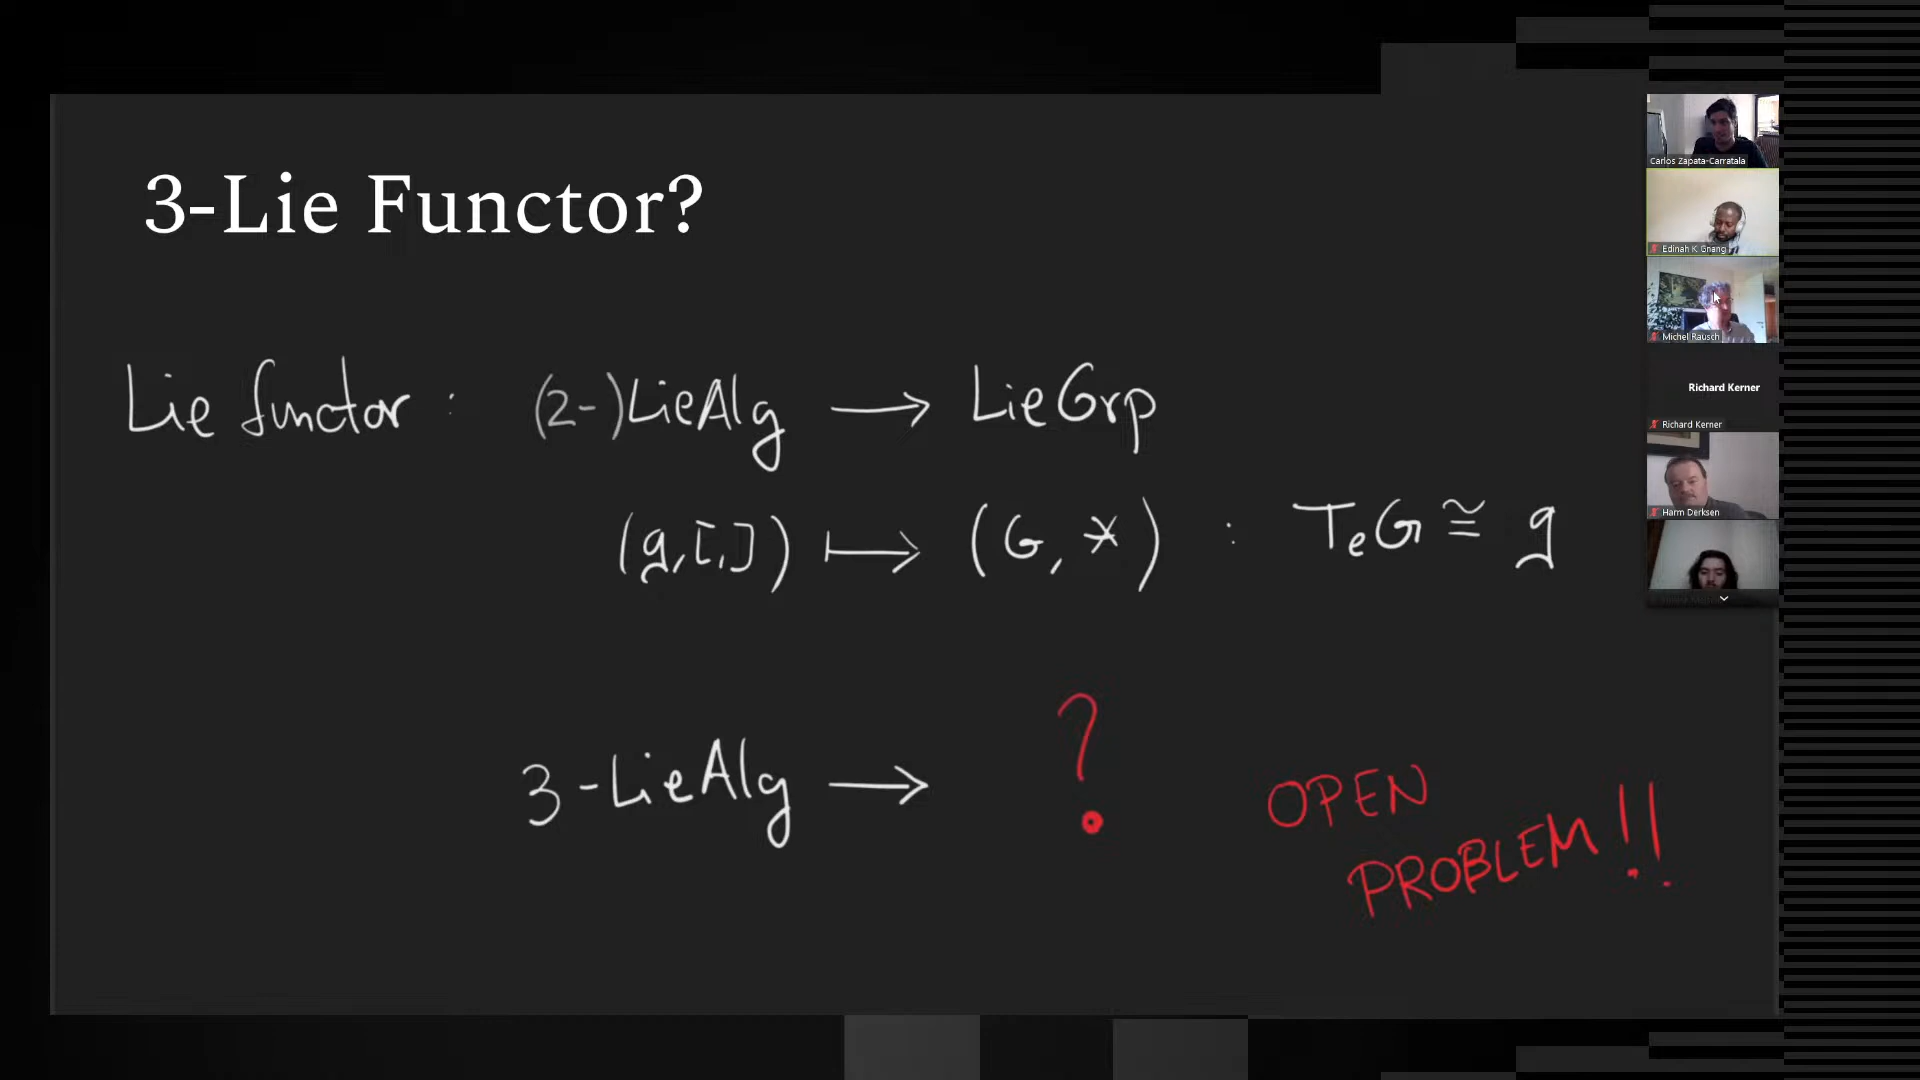 3-Lie Functor?
Lie functor : (2-)LieAlg ⟶ LieGrp
(g,[,]) ⟼ (G, *) : TₑG ≅ g
3-LieAlg ⟶ ?
OPEN
PROBLEM!!
Carlos Zapata-Carratala
Edinah K Gnang
Michel Rausch
Richard Kerner
Richard Kerner
Harm Derksen